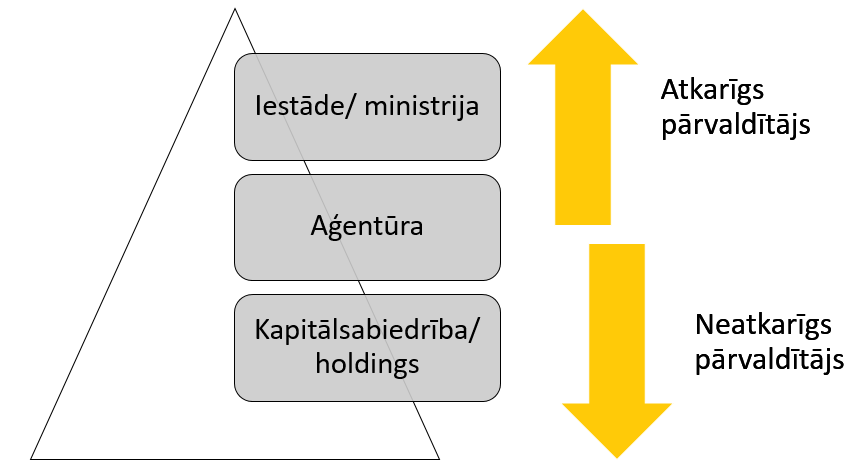 Iestāde/ ministrija
Atkarīgs
pārvaldītājs
Aģentūra
Kapitālsabiedrība/
holdings
Neatkarīgs
pārvaldītājs